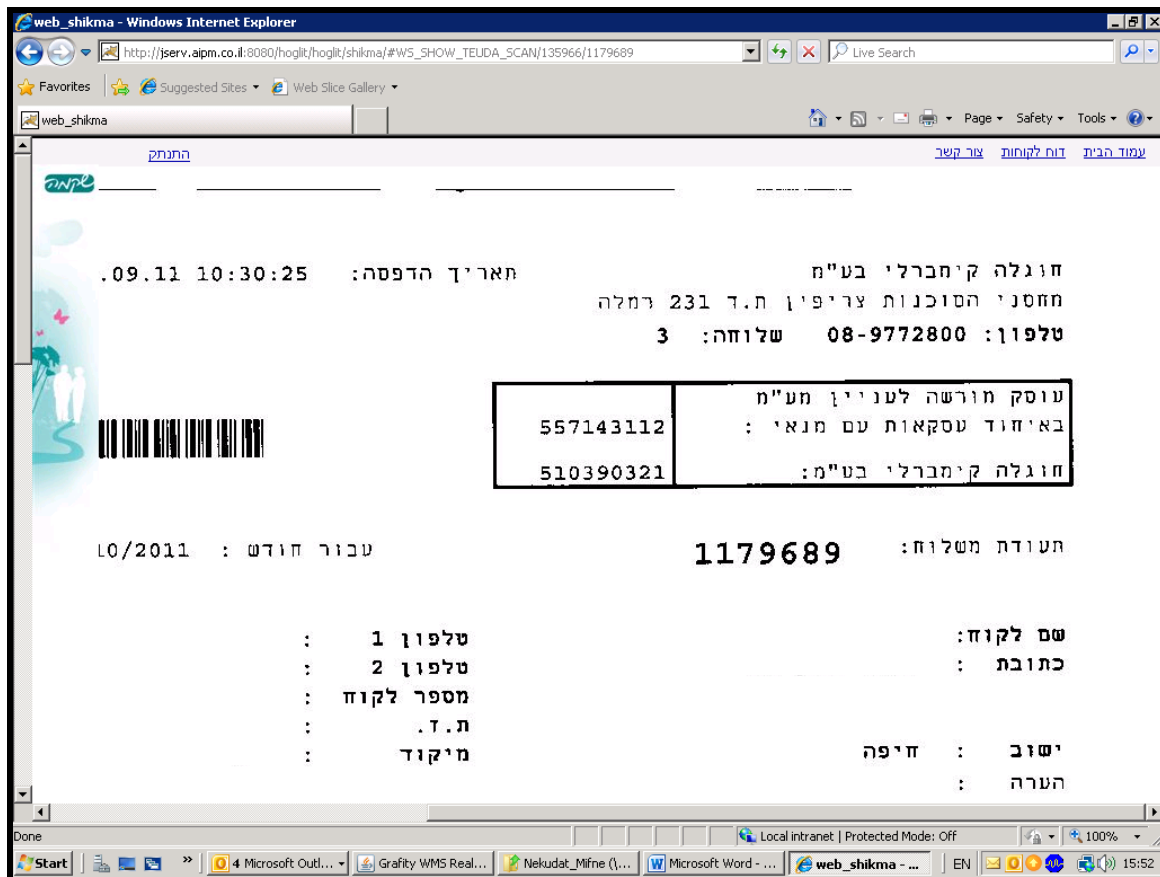 web_shikma - Windows Internet Explorer
http://jserv.aipm.co.il:8080/hoglit/hoglit/shikma/#WS_SHOW_TEUDA_SCAN/135966/1179689 Live Search
Favorites Suggested Sites Web Slice Gallery
web_shikma Page Safety Tools
עמוד הבית דוח לקוחות צור קשר התנתק
שקמה
חוגלה קימברלי בע"מ תאריך הדפסה: .09.11 10:30:25
מחסני הסוכנות צריפין ת.ד 231 רמלה
טלפון: 08-9772800 שלוחה: 3
עוסק מורשה לעניין מע"מ
באיחוד עסקאות עם מנאי : 557143112
חוגלה קימברלי בע"מ: 510390321
תעודת משלוח: 1179689 עבור חודש : 10/2011
שם לקוח: טלפון 1 :
כתובת : טלפון 2 :
מספר לקוח :
ת.ד. :
ישוב : חיפה מיקוד :
הערה :
Done Local intranet | Protected Mode: Off 100%
Start 4 Microsoft Outl... Grafity WMS Real... Nekudat_Mifne (\... Microsoft Word - ... web_shikma - ... EN 15:52